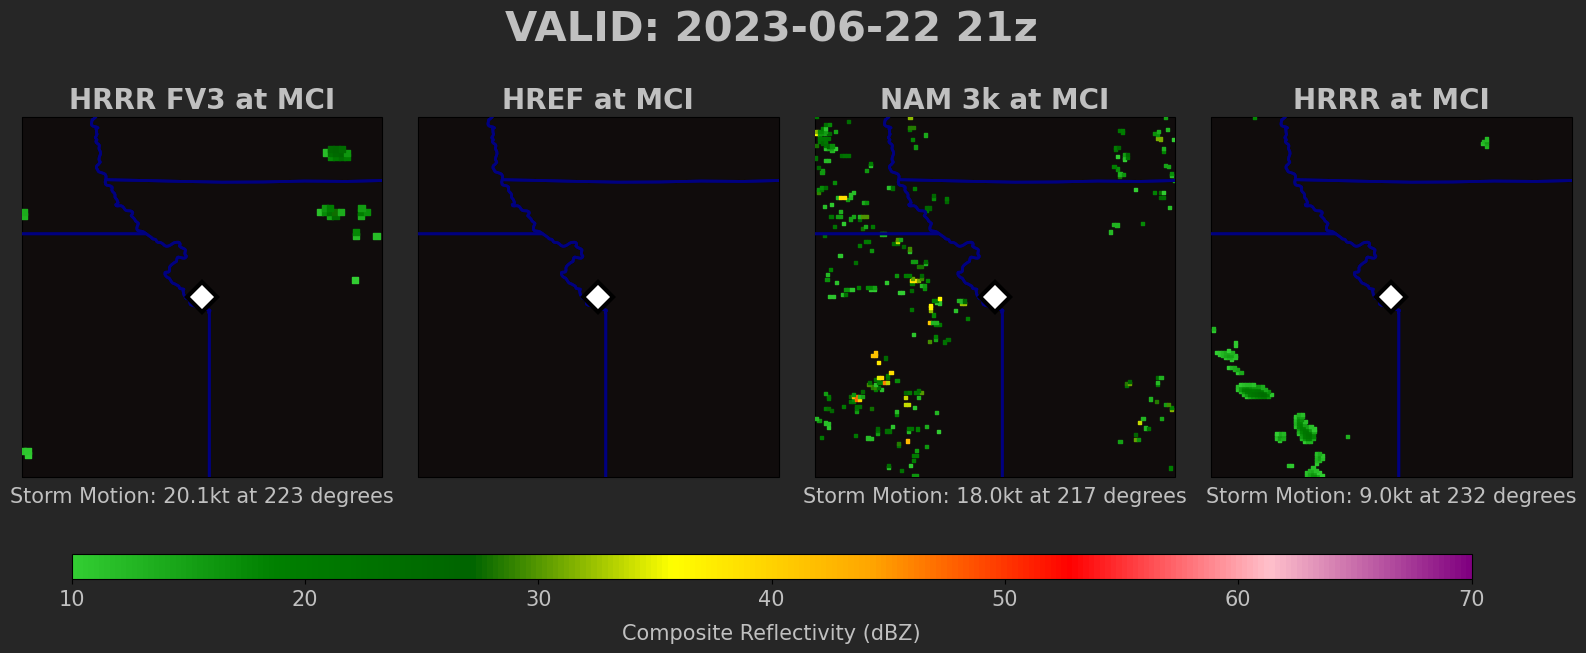 VALID: 2023-06-22 21z
HRRR FV3 at MCI
HREF at MCI
NAM 3k at MCI
HRRR at MCI
Storm Motion: 20.1kt at 223 degrees
Storm Motion: 18.0kt at 217 degrees
Storm Motion: 9.0kt at 232 degrees
10 20 30 40 50 60 70
Composite Reflectivity (dBZ)